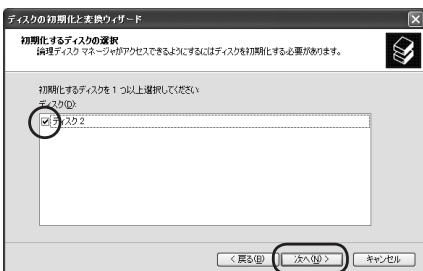 ディスクの初期化と変換ウィザード
初期化するディスクの選択
論理ディスク マネージャがアクセスできるようにするにはディスクを初期化する必要があります。
初期化するディスクを 1 つ以上選択してください
ディスク(D):
ディスク 2
< 戻る(B)
次へ(N) >
キャンセル